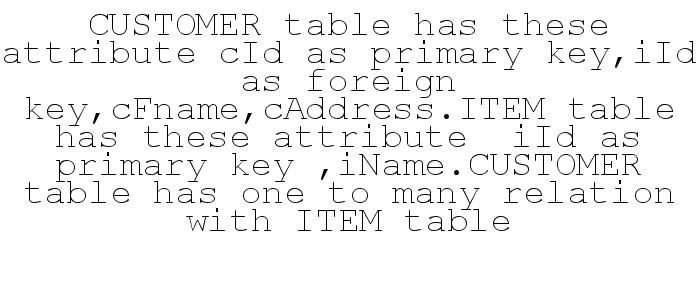 CUSTOMER table has these
attribute cId as primary key,iId
as foreign
key,cFname,cAddress.ITEM table
has these attribute  iId as
primary key ,iName.CUSTOMER
table has one to many relation
with ITEM table